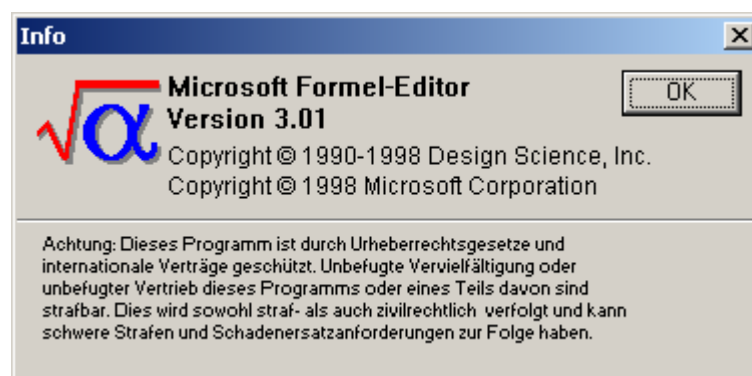 Info
Microsoft Formel-Editor
Version 3.01
OK
Copyright © 1990-1998 Design Science, Inc.
Copyright © 1998 Microsoft Corporation
Achtung: Dieses Programm ist durch Urheberrechtsgesetze und
internationale Verträge geschützt. Unbefugte Vervielfältigung oder
unbefugter Vertrieb dieses Programms oder eines Teils davon sind
strafbar. Dies wird sowohl straf- als auch zivilrechtlich verfolgt und kann
schwere Strafen und Schadenersatzanforderungen zur Folge haben.